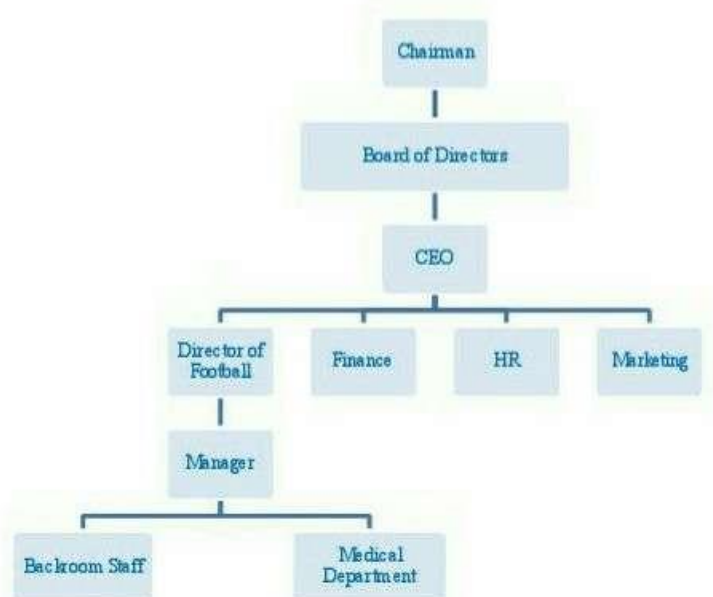 Chairman
Board of Directors
CEO
Director of
Football
Finance
HR
Marketing
Manager
Backroom Staff
Medical
Department